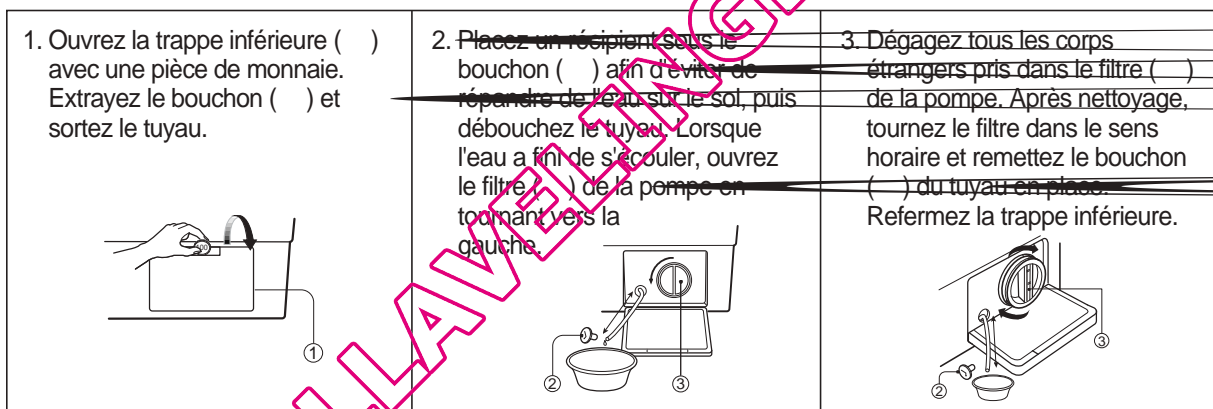 1. Ouvrez la trappe inférieure ( )
avec une pièce de monnaie.
Extrayez le bouchon ( ) et
sortez le tuyau.
100
①
2. Placez un récipient sous le
bouchon ( ) afin d'éviter de
répandre de l'eau sur le sol, puis
débouchez le tuyau. Lorsque
l'eau a fini de s'écouler, ouvrez
le filtre ( ) de la pompe en
tournant vers la
gauche.
②
③
3. Dégagez tous les corps
étrangers pris dans le filtre ( )
de la pompe. Après nettoyage,
tournez le filtre dans le sens
horaire et remettez le bouchon
( ) du tuyau en place.
Refermez la trappe inférieure.
③
②